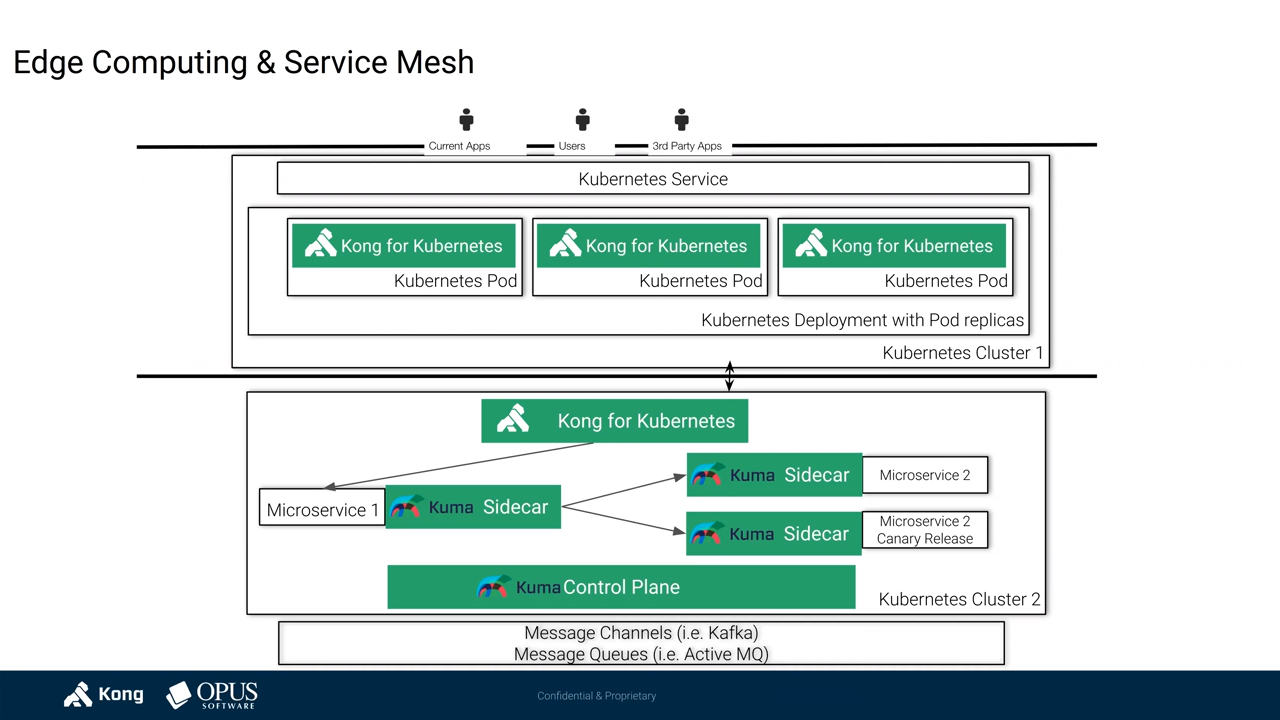 Edge Computing & Service Mesh
Current Apps
Users
3rd Party Apps
Kubernetes Service
Kong for Kubernetes
Kubernetes Pod
Kong for Kubernetes
Kubernetes Pod
Kong for Kubernetes
Kubernetes Pod
Kubernetes Deployment with Pod replicas
Kubernetes Cluster 1
Kong for Kubernetes
Microservice 1
Kuma Sidecar
Kuma Sidecar
Microservice 2
Kuma Sidecar
Microservice 2
Canary Release
Kuma Control Plane
Kubernetes Cluster 2
Message Channels (i.e. Kafka)
Message Queues (i.e. Active MQ)
Kong
OPUS
SOFTWARE
Confidential & Proprietary